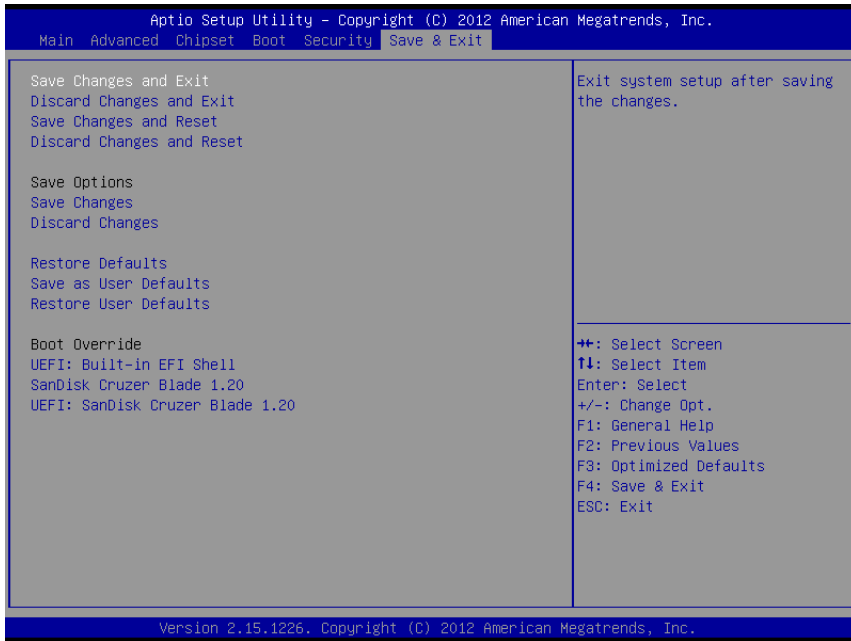 Aptio Setup Utility – Copyright (C) 2012 American Megatrends, Inc.
Main Advanced Chipset Boot Security Save & Exit
Save Changes and Exit
Discard Changes and Exit
Save Changes and Reset
Discard Changes and Reset
Save Options
Save Changes
Discard Changes
Restore Defaults
Save as User Defaults
Restore User Defaults
Boot Override
UEFI: Built-in EFI Shell
SanDisk Cruzer Blade 1.20
UEFI: SanDisk Cruzer Blade 1.20
Exit system setup after saving
the changes.
→←: Select Screen
↑↓: Select Item
Enter: Select
+/-: Change Opt.
F1: General Help
F2: Previous Values
F3: Optimized Defaults
F4: Save & Exit
ESC: Exit
Version 2.15.1226. Copyright (C) 2012 American Megatrends, Inc.